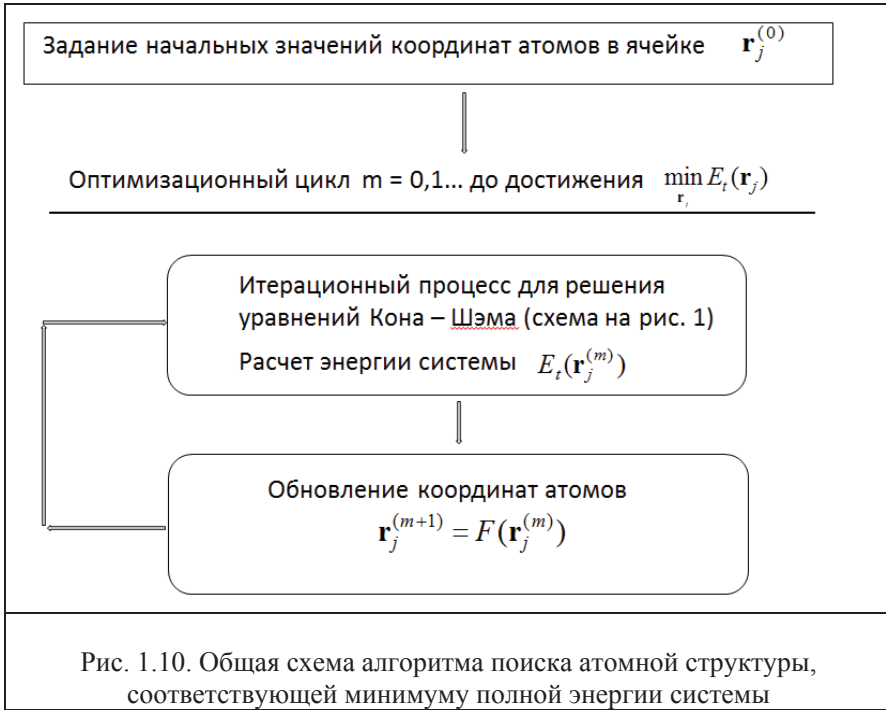 Задание начальных значений координат атомов в ячейке r_j^{(0)}
Оптимизационный цикл m = 0,1... до достижения min_{r_i} E_t(r_j)
Итерационный процесс для решения
уравнений Кона – Шэма (схема на рис. 1)
Расчет энергии системы E_t(r_j^{(m)})
Обновление координат атомов
r_j^{(m+1)} = F(r_j^{(m)})
Рис. 1.10. Общая схема алгоритма поиска атомной структуры,
соответствующей минимуму полной энергии системы